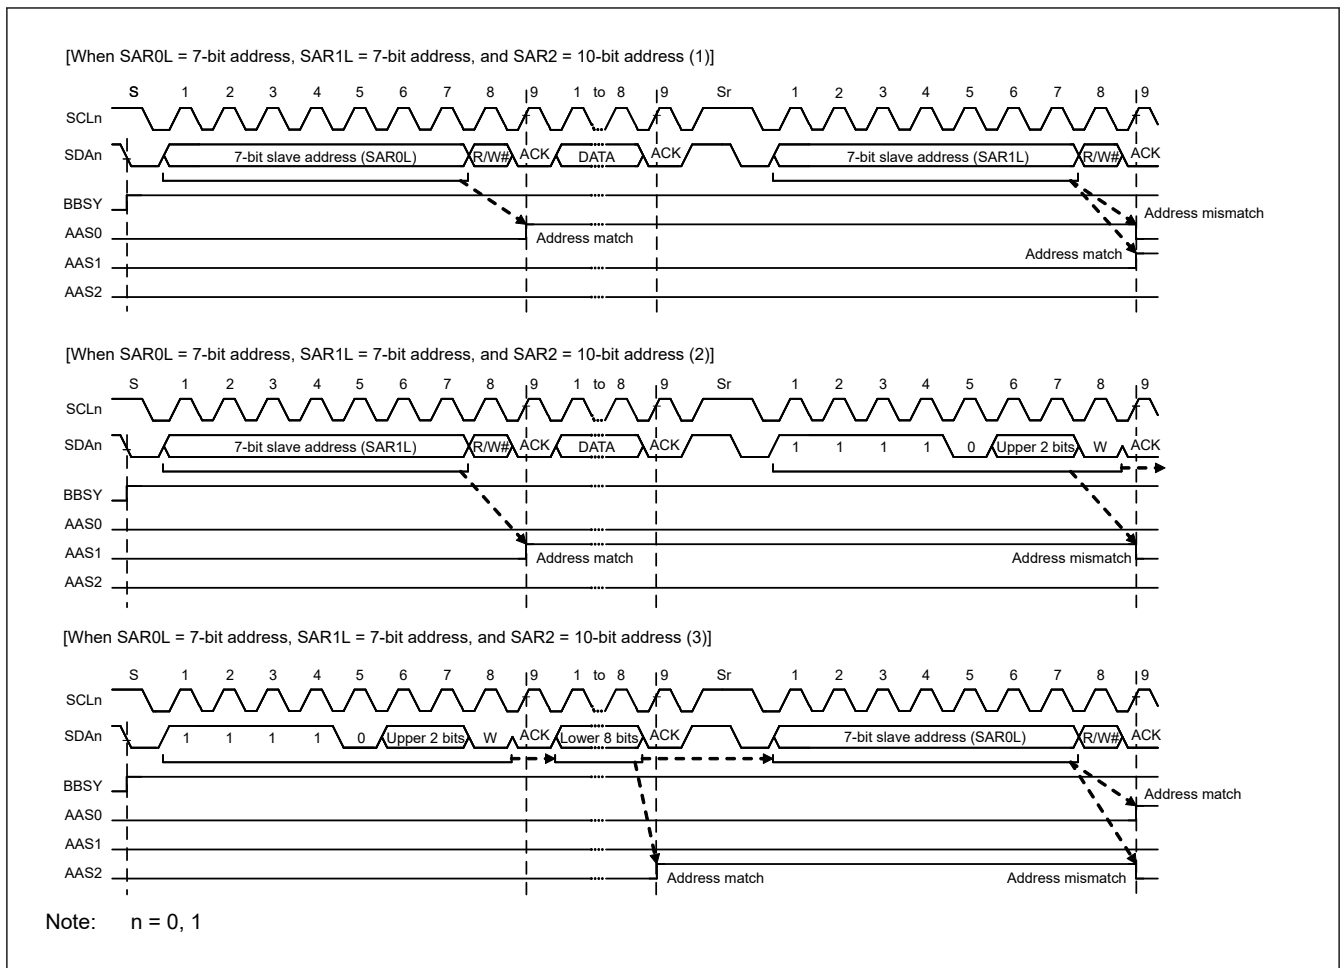 [When SAR0L = 7-bit address, SAR1L = 7-bit address, and SAR2 = 10-bit address (1)]
S 1 2 3 4 5 6 7 8 9 1 to 8 9 Sr 1 2 3 4 5 6 7 8 9
SCLn
SDAn 7-bit slave address (SAR0L) R/W# ACK DATA ACK 7-bit slave address (SAR1L) R/W# ACK
BBSY
Address mismatch
AAS0
Address match
AAS1
Address match
AAS2
[When SAR0L = 7-bit address, SAR1L = 7-bit address, and SAR2 = 10-bit address (2)]
S 1 2 3 4 5 6 7 8 9 1 to 8 9 Sr 1 2 3 4 5 6 7 8 9
SCLn
SDAn 7-bit slave address (SAR1L) R/W# ACK DATA ACK 1 1 1 1 0 Upper 2 bits W ACK
BBSY
AAS0
AAS1
Address match Address mismatch
AAS2
[When SAR0L = 7-bit address, SAR1L = 7-bit address, and SAR2 = 10-bit address (3)]
S 1 2 3 4 5 6 7 8 9 1 to 8 9 Sr 1 2 3 4 5 6 7 8 9
SCLn
SDAn 1 1 1 1 0 Upper 2 bits W ACK Lower 8 bits ACK 7-bit slave address (SAR0L) R/W# ACK
BBSY
Address match
AAS0
AAS1
AAS2
Address match Address mismatch
Note: n = 0, 1